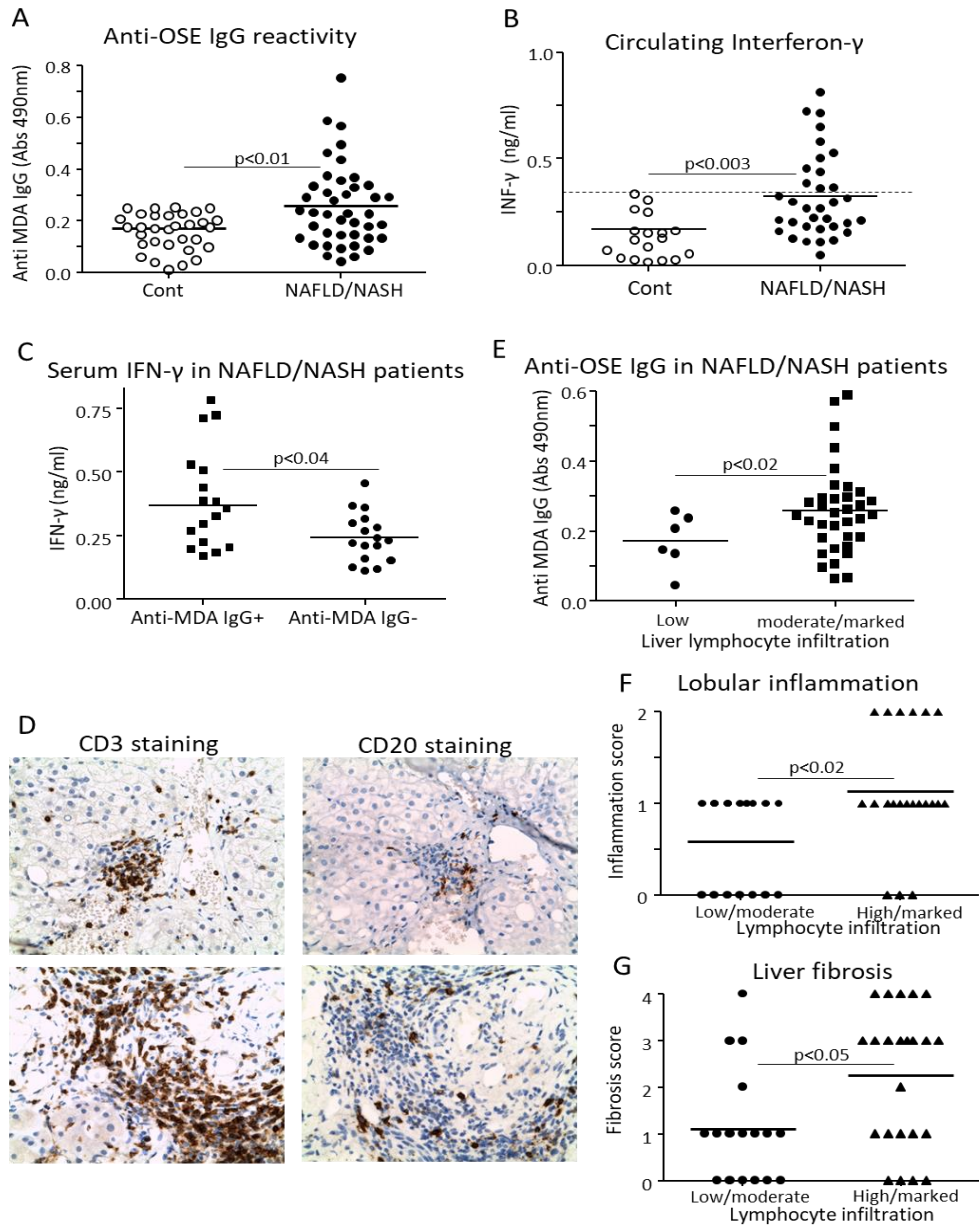 A
Anti-OSE IgG reactivity
Anti MDA IgG (Abs 490nm)
0.8
0.6
0.4
0.2
0.0
p<0.01
Cont
NAFLD/NASH
B
Circulating Interferon-γ
INF-γ (ng/ml)
1.0
0.5
0.0
p<0.003
Cont
NAFLD/NASH
C
Serum IFN-γ in NAFLD/NASH patients
IFN-γ (ng/ml)
0.75
0.50
0.25
0.00
p<0.04
Anti-MDA IgG+
Anti-MDA IgG-
E
Anti-OSE IgG in NAFLD/NASH patients
Anti MDA IgG (Abs 490nm)
0.6
0.4
0.2
0.0
p<0.02
Low
moderate/marked
Liver lymphocyte infiltration
D
CD3 staining
CD20 staining
F
Lobular inflammation
Inflammation score
2
1
0
p<0.02
Low/moderate
High/marked
Lymphocyte infiltration
G
Liver fibrosis
Fibrosis score
4
3
2
1
0
p<0.05
Low/moderate
High/marked
Lymphocyte infiltration